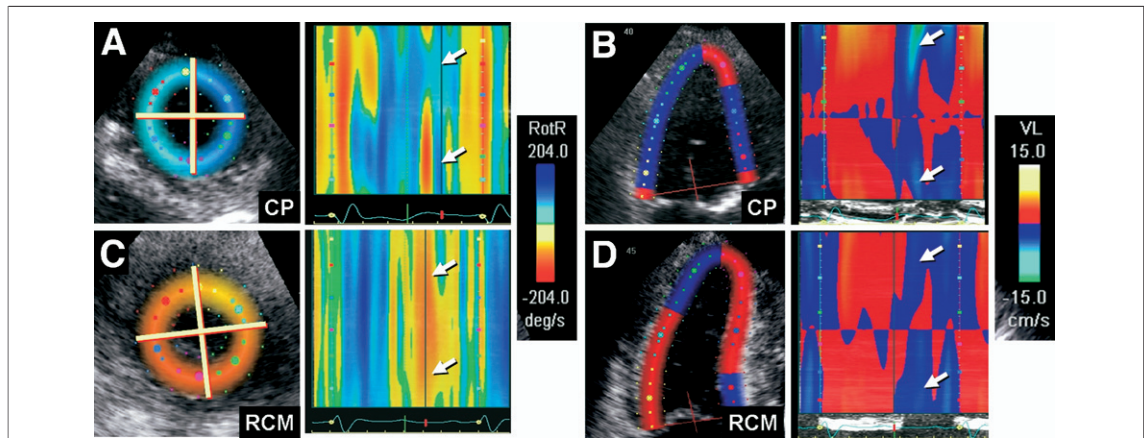 A
CP
RotR
204.0
-204.0
deg/s
B
40
CP
VL
15.0
-15.0
cm/s
C
RCM
D
45
RCM